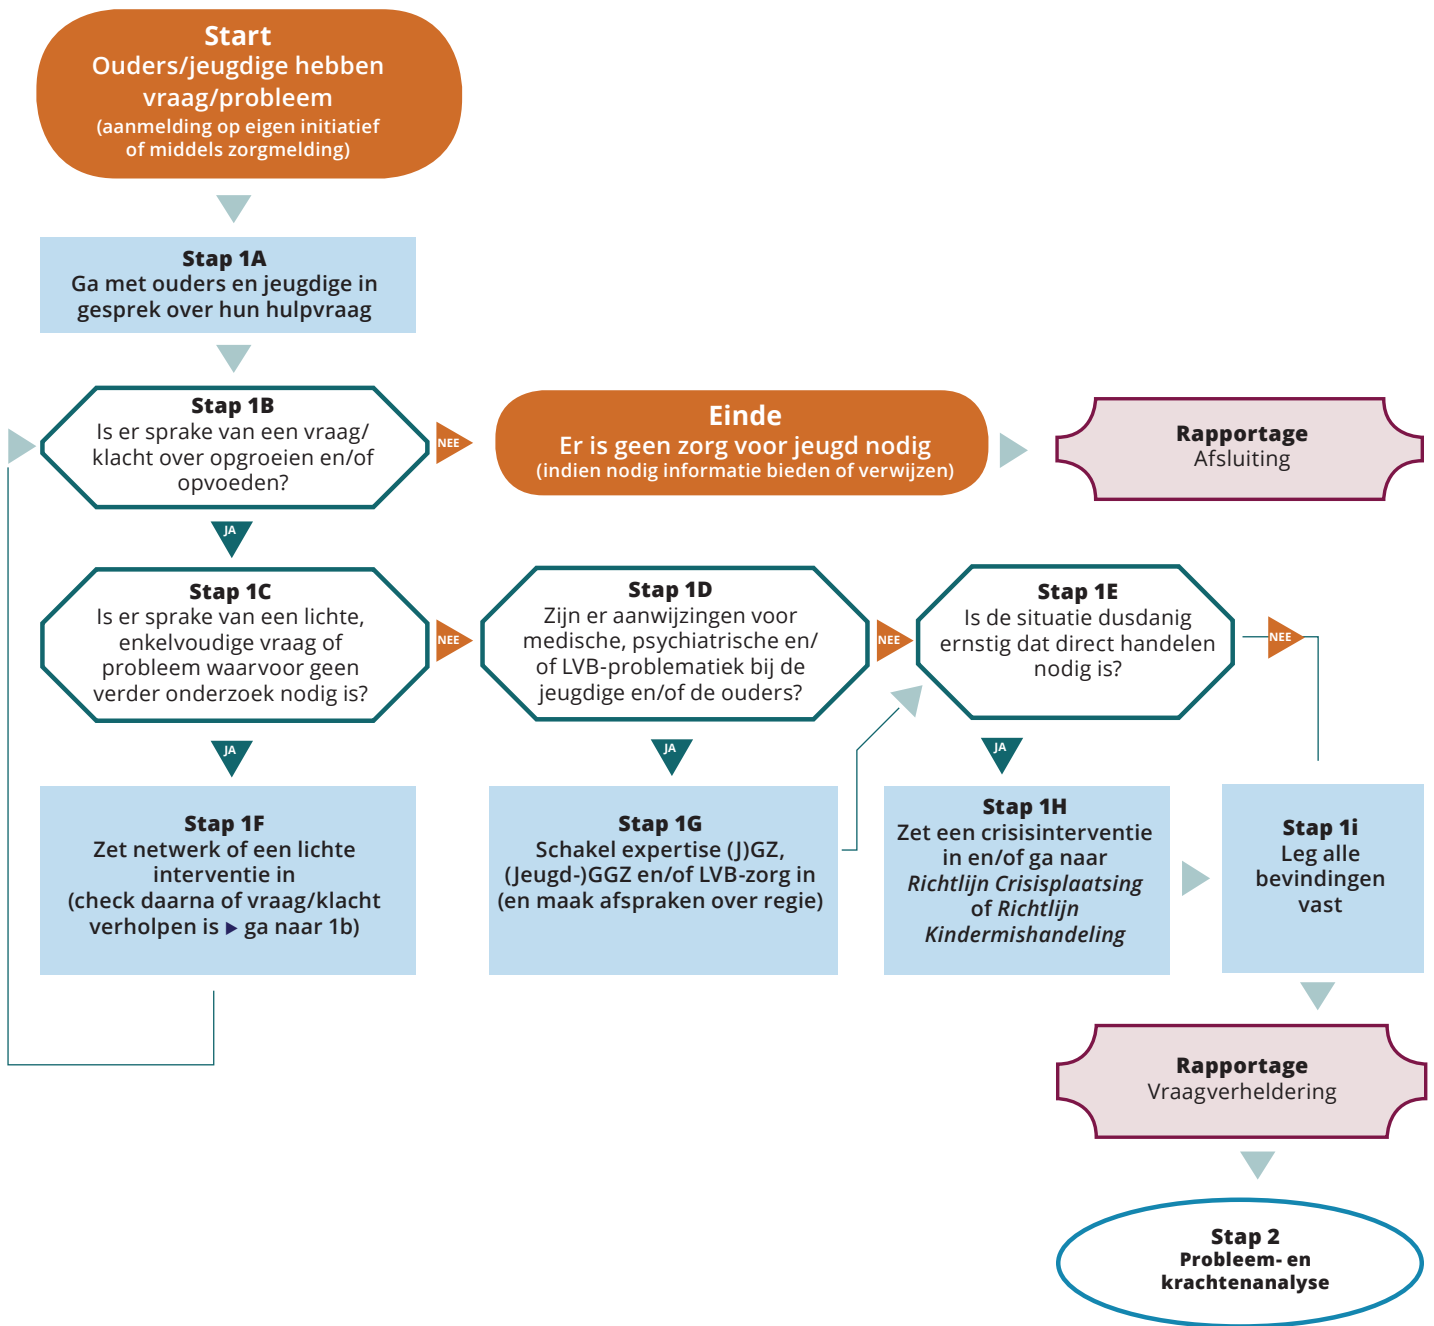 Start
Ouders/jeugdige hebben
vraag/probleem
(aanmelding op eigen initiatief
of middels zorgmelding)
Stap 1A
Ga met ouders en jeugdige in
gesprek over hun hulpvraag
Stap 1B
Is er sprake van een vraag/
klacht over opgroeien en/of
opvoeden?
NEE
Einde
Er is geen zorg voor jeugd nodig
(indien nodig informatie bieden of verwijzen)
Rapportage
Afsluiting
JA
Stap 1C
Is er sprake van een lichte,
enkelvoudige vraag of
probleem waarvoor geen
verder onderzoek nodig is?
NEE
Stap 1D
Zijn er aanwijzingen voor
medische, psychiatrische en/
of LVB-problematiek bij de
jeugdige en/of de ouders?
NEE
Stap 1E
Is de situatie dusdanig
ernstig dat direct handelen
nodig is?
NEE
JA
JA
JA
Stap 1F
Zet netwerk of een lichte
interventie in
(check daarna of vraag/klacht
verholpen is ▶ ga naar 1b)
Stap 1G
Schakel expertise (J)GZ,
(Jeugd-)GGZ en/of LVB-zorg in
(en maak afspraken over regie)
Stap 1H
Zet een crisisinterventie
in en/of ga naar
Richtlijn Crisisplaatsing
of Richtlijn
Kindermishandeling
Stap 1i
Leg alle
bevindingen
vast
Rapportage
Vraagverheldering
Stap 2
Probleem- en
krachtenanalyse